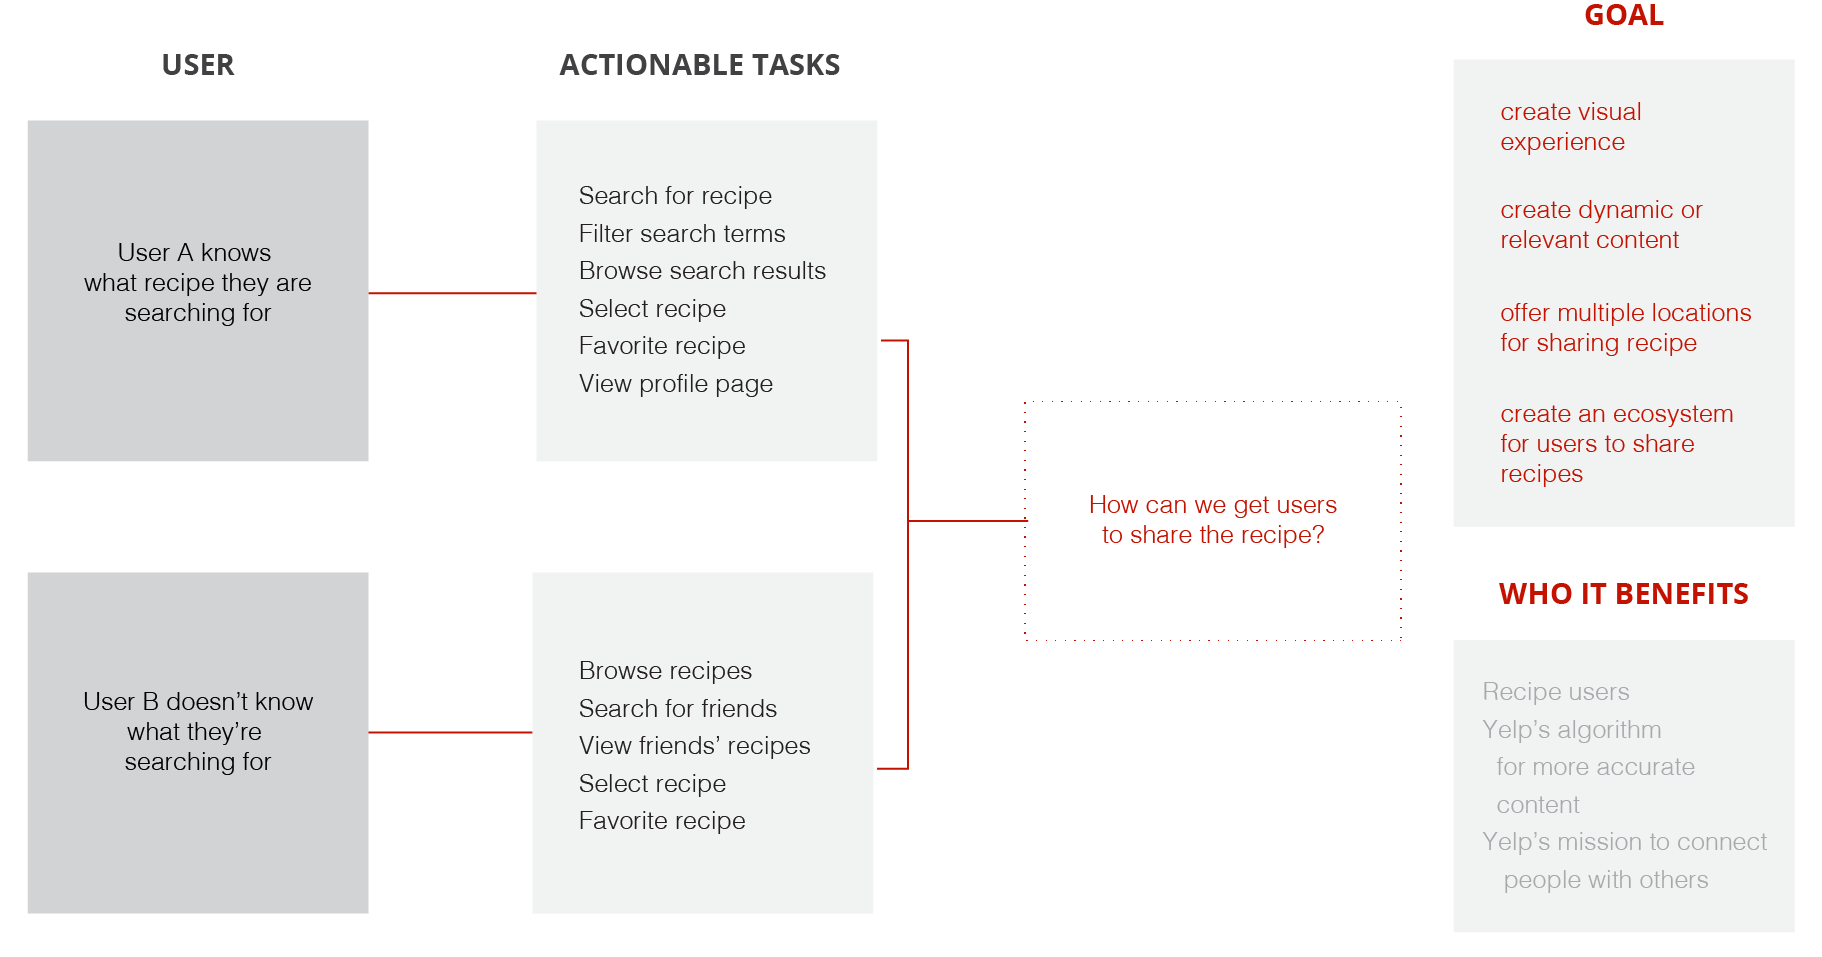 USER
User A knows
what recipe they are
searching for
User B doesn’t know
what they’re
searching for
ACTIONABLE TASKS
Search for recipe
Filter search terms
Browse search results
Select recipe
Favorite recipe
View profile page
Browse recipes
Search for friends
View friends’ recipes
Select recipe
Favorite recipe
How can we get users
to share the recipe?
GOAL
create visual
experience
create dynamic or
relevant content
offer multiple locations
for sharing recipe
create an ecosystem
for users to share
recipes
WHO IT BENEFITS
Recipe users
Yelp’s algorithm
for more accurate
content
Yelp’s mission to connect
people with others